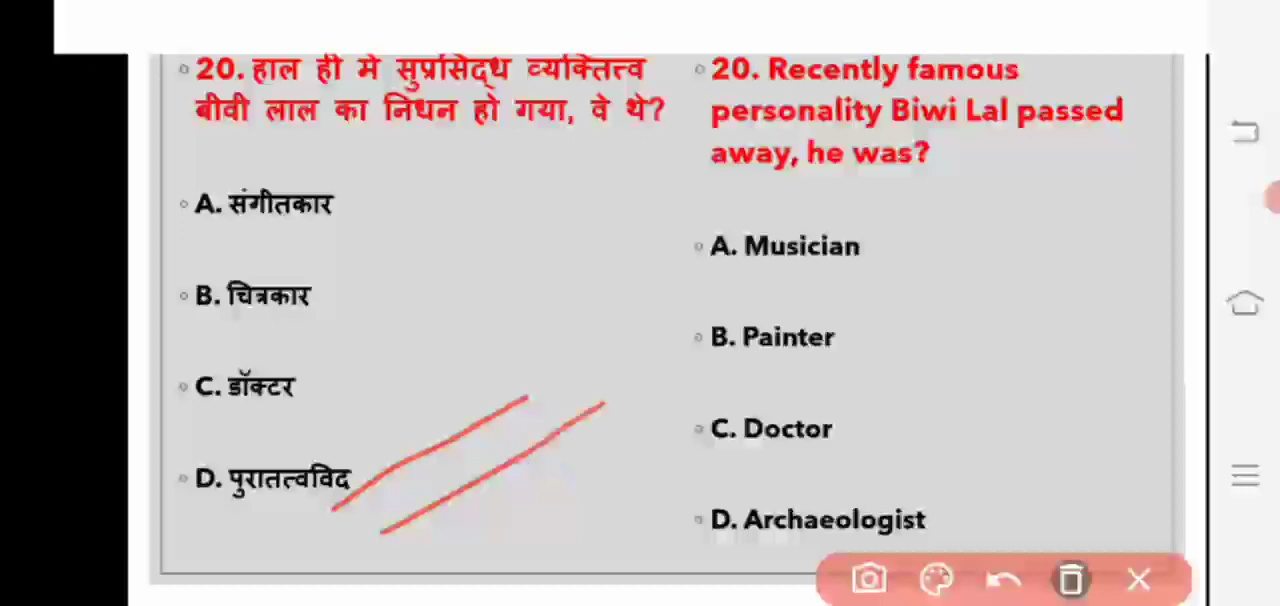 20. हाल ही मे सुप्रसिद्ध व्यक्तित्व
बीवी लाल का निधन हो गया, वे थे?
A. संगीतकार
B. चित्रकार
C. डॉक्टर
D. पुरातत्वविद
20. Recently famous
personality Biwi Lal passed
away, he was?
A. Musician
B. Painter
C. Doctor
D. Archaeologist